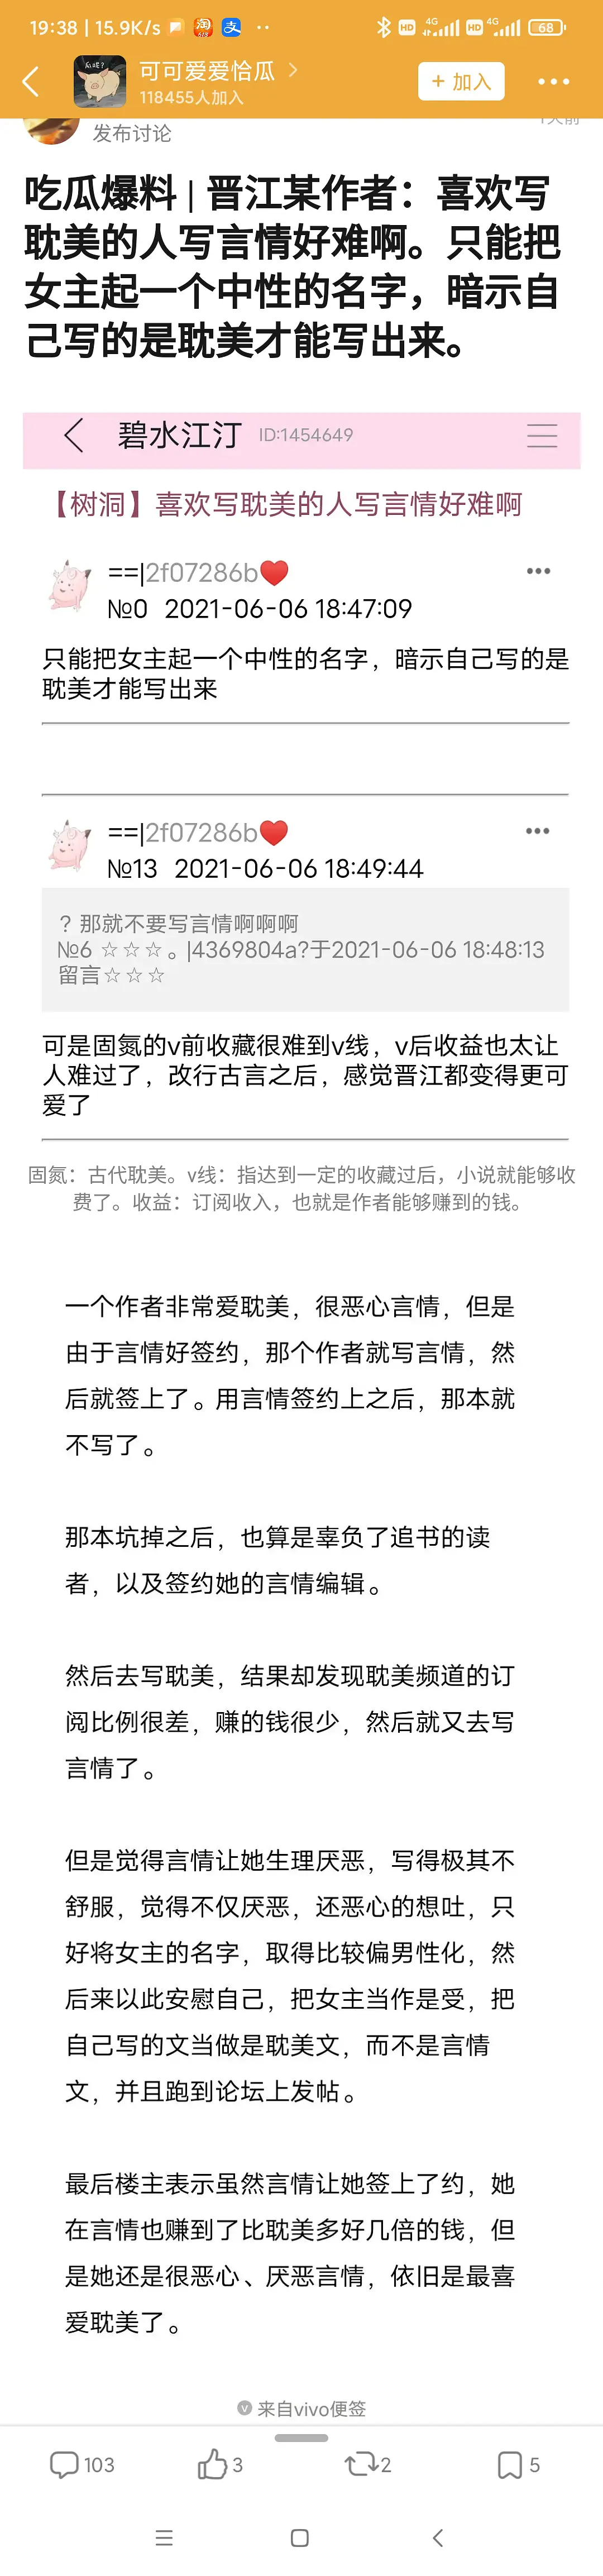 19:38 | 15.9K/s
淘
618
支
HD 4G HD 4G 68
瓜呢?
可可爱爱恰瓜
118455人加入
+ 加入
发布讨论
吃瓜爆料 | 晋江某作者：喜欢写
耽美的人写言情好难啊。只能把
女主起一个中性的名字，暗示自
己写的是耽美才能写出来。
碧水江汀 ID:1454649
【树洞】喜欢写耽美的人写言情好难啊
==|2f07286b❤️
№0 2021-06-06 18:47:09
只能把女主起一个中性的名字，暗示自己写的是
耽美才能写出来
==|2f07286b❤️
№13 2021-06-06 18:49:44
？那就不要写言情啊啊啊
№6 ☆☆☆。|4369804a?于2021-06-06 18:48:13
留言☆☆☆
可是固氮的v前收藏很难到v线，v后收益也太让
人难过了，改行古言之后，感觉晋江都变得更可
爱了
固氮：古代耽美。v线：指达到一定的收藏过后，小说就能够收
费了。收益：订阅收入，也就是作者能够赚到的钱。
一个作者非常爱耽美，很恶心言情，但是
由于言情好签约，那个作者就写言情，然
后就签上了。用言情签约上之后，那本就
不写了。
那本坑掉之后，也算是辜负了追书的读
者，以及签约她的言情编辑。
然后去写耽美，结果却发现耽美频道的订
阅比例很差，赚的钱很少，然后就又去写
言情了。
但是觉得言情让她生理厌恶，写得极其不
舒服，觉得不仅厌恶，还恶心的想吐，只
好将女主的名字，取得比较偏男性化，然
后来以此安慰自己，把女主当作是受，把
自己写的文当做是耽美文，而不是言情
文，并且跑到论坛上发帖。
最后楼主表示虽然言情让她签上了约，她
在言情也赚到了比耽美多好几倍的钱，但
是她还是很恶心、厌恶言情，依旧是最喜
爱耽美了。
来自vivo便签
103 3 2 5